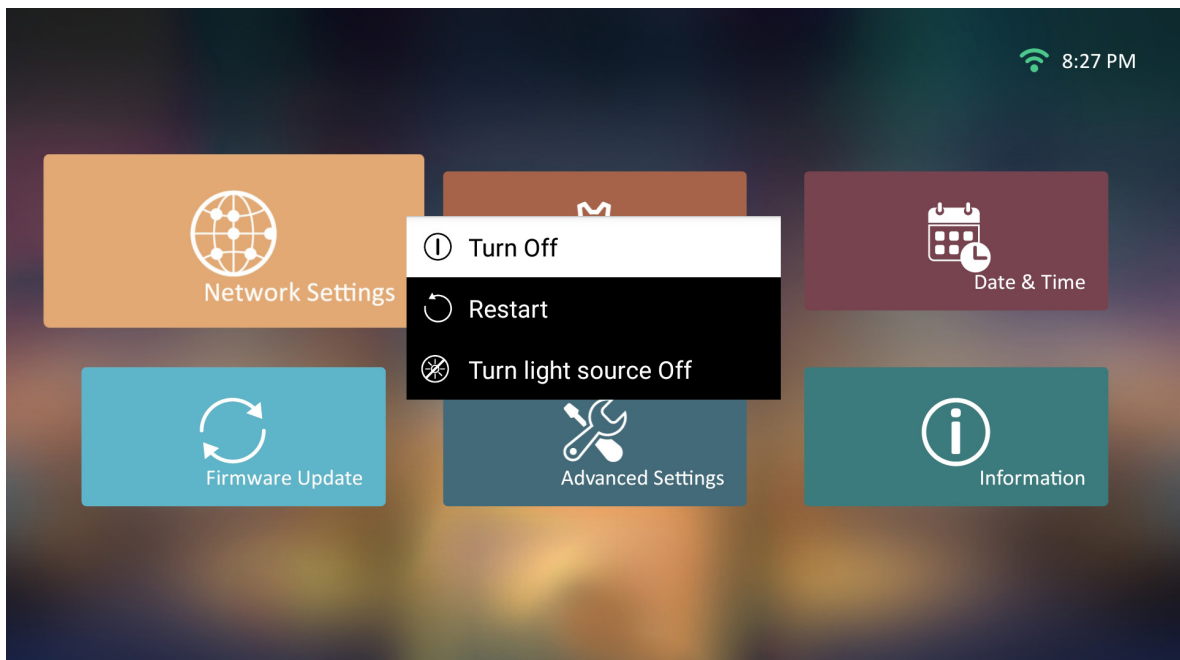 8:27 PM
Network Settings
Date & Time
Turn Off
Restart
Turn light source Off
Firmware Update
Advanced Settings
Information